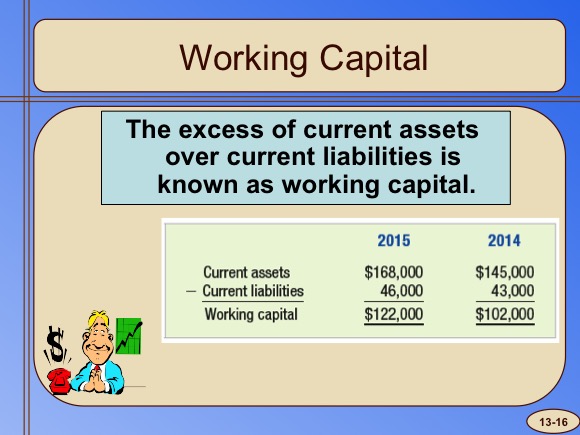 Working Capital
The excess of current assets
over current liabilities is
known as working capital.
2015 2014
Current assets $168,000 $145,000
− Current liabilities 46,000 43,000
Working capital $122,000 $102,000
$
13-16